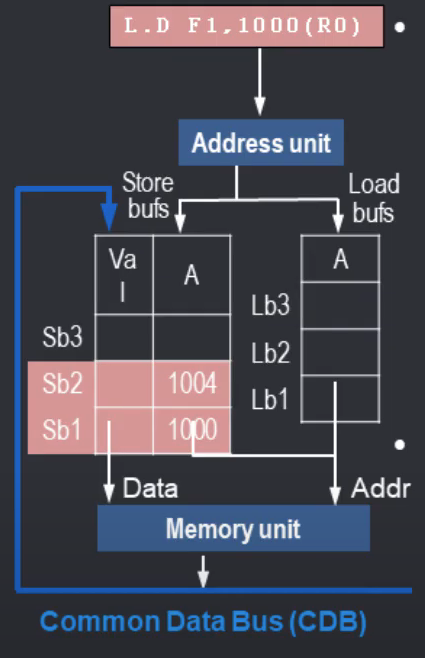 L.D F1,1000(R0)
Address unit
Store
bufs
Load
bufs
Va
l
A
A
Sb3
Lb3
Sb2
1004
Lb2
Sb1
1000
Lb1
Data
Addr
Memory unit
Common Data Bus (CDB)